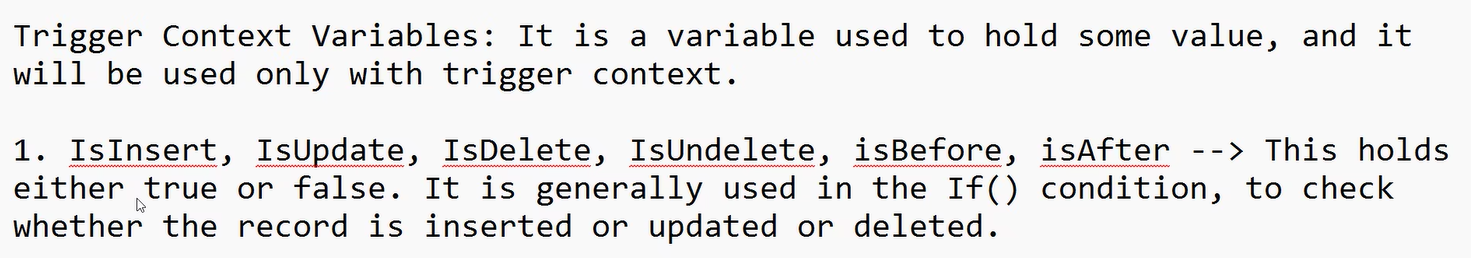 Trigger Context Variables: It is a variable used to hold some value, and it
will be used only with trigger context.
1. IsInsert, IsUpdate, IsDelete, IsUndelete, isBefore, isAfter --> This holds
either true or false. It is generally used in the If() condition, to check
whether the record is inserted or updated or deleted.